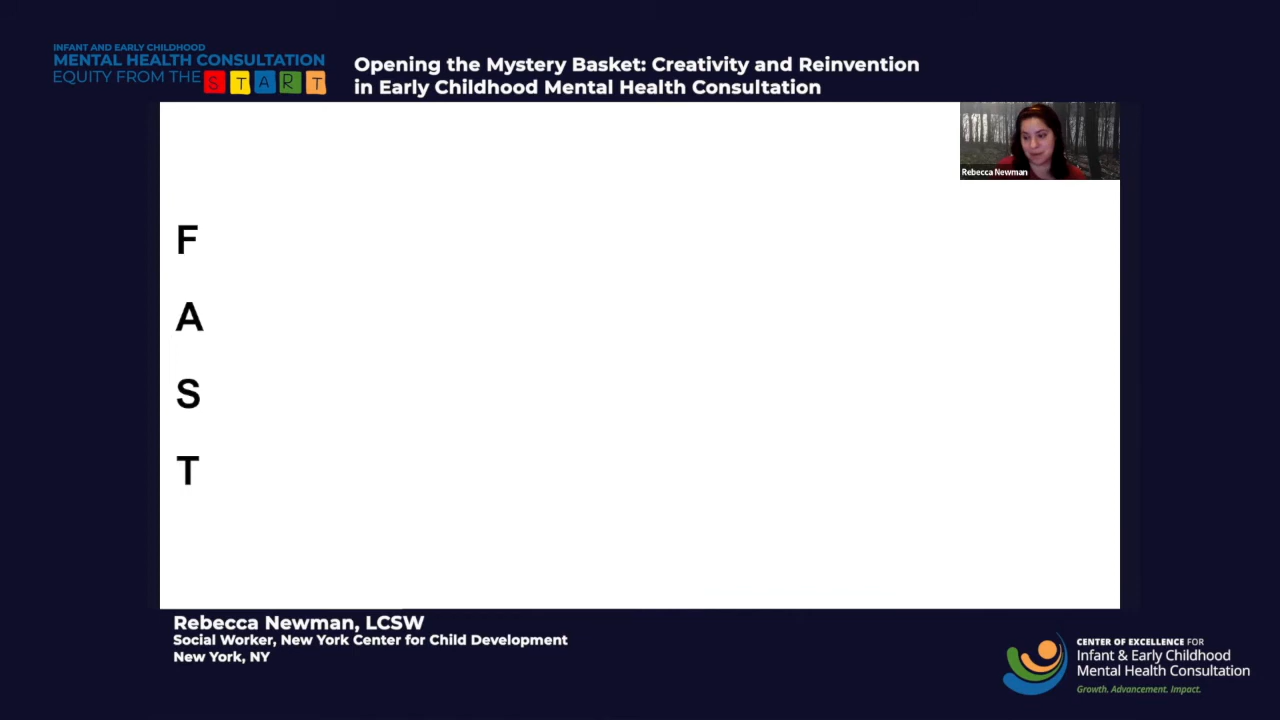 INFANT AND EARLY CHILDHOOD
MENTAL HEALTH CONSULTATION
EQUITY FROM THE START
Opening the Mystery Basket: Creativity and Reinvention
in Early Childhood Mental Health Consultation
Rebecca Newman
F
A
S
T
Rebecca Newman, LCSW
Social Worker, New York Center for Child Development
New York, NY
CENTER OF EXCELLENCE FOR
Infant & Early Childhood
Mental Health Consultation
Growth. Advancement. Impact.